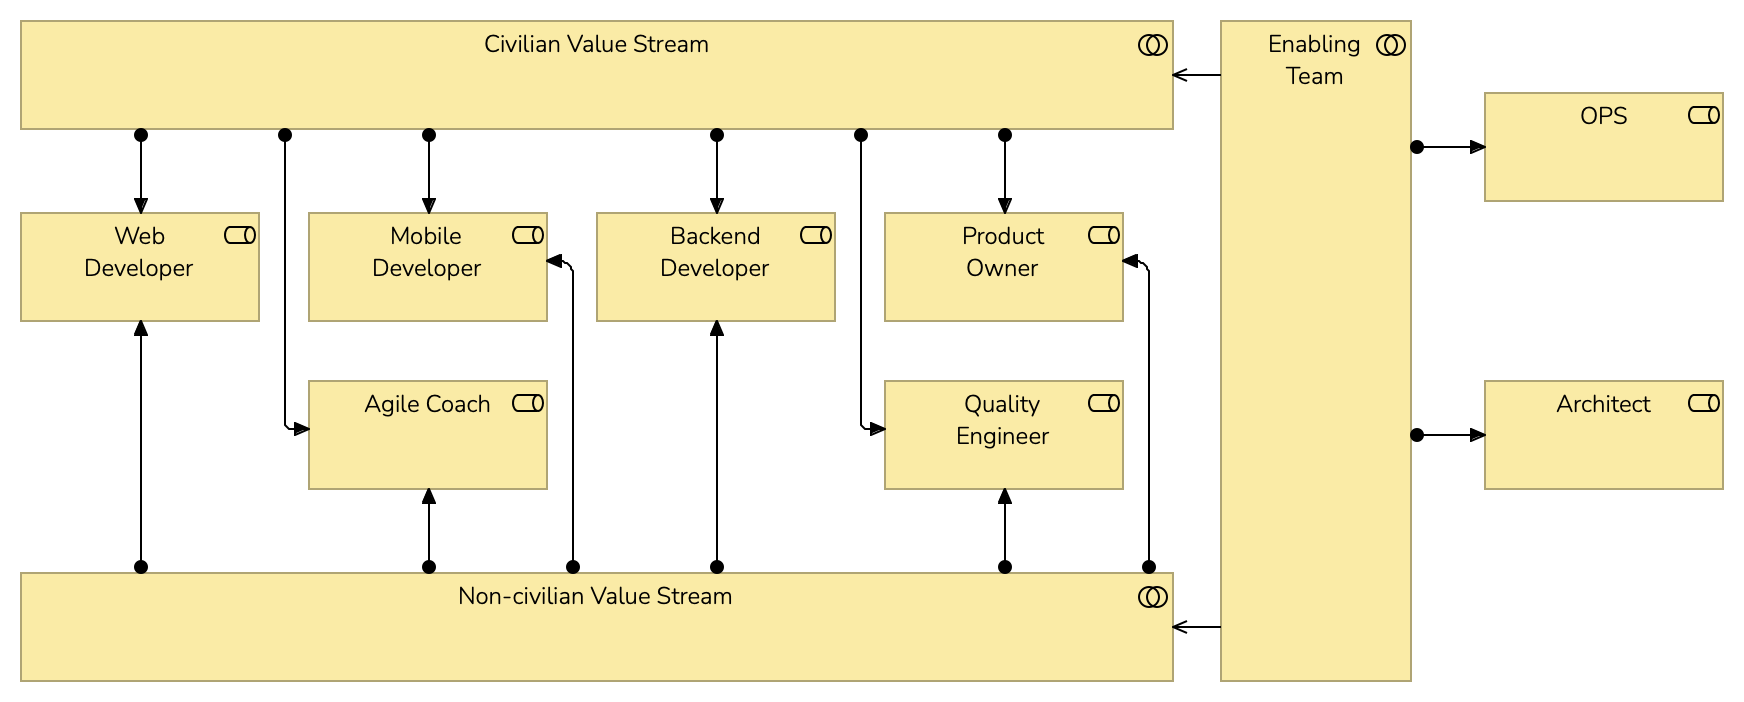 Civilian Value Stream
Enabling
Team
OPS
Web
Developer
Mobile
Developer
Backend
Developer
Product
Owner
Agile Coach
Quality
Engineer
Architect
Non-civilian Value Stream